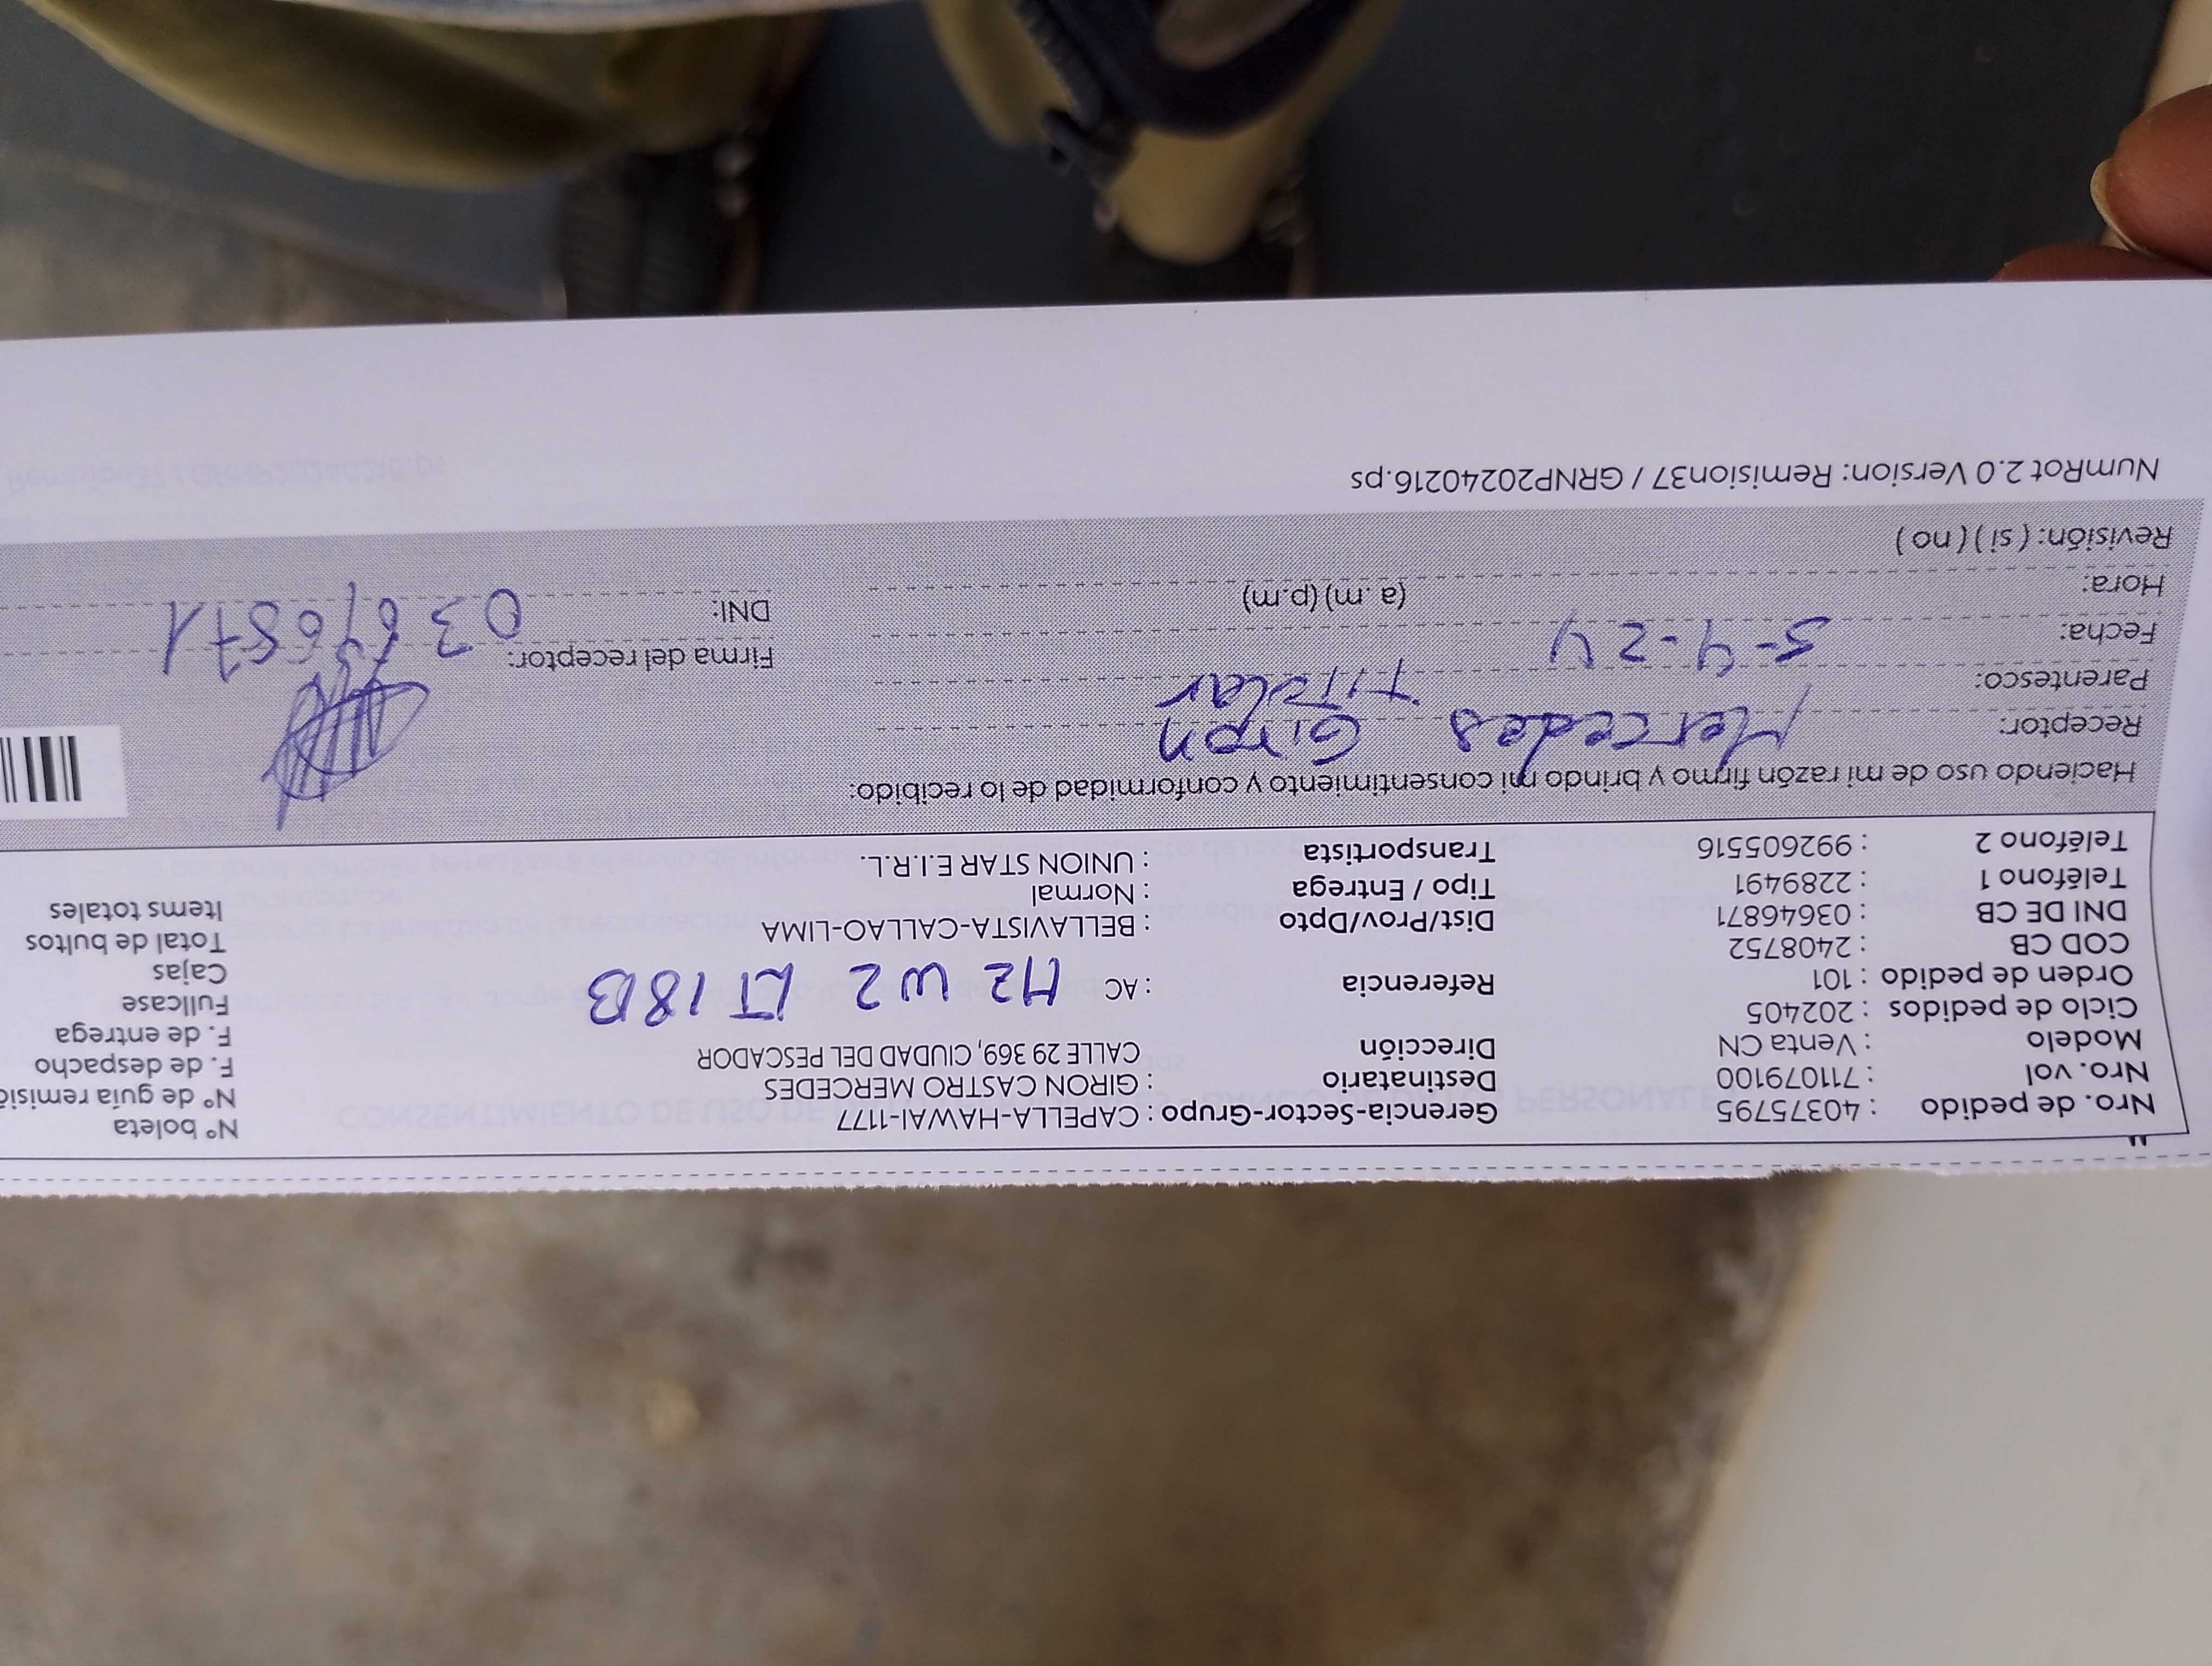 Nro. de pedido : 40375795 Gerencia-Sector-Grupo : CAPELLA-HAWAI-1177 N° boleta
Nro. vol : 711079100 Destinatario : GIRON CASTRO MERCEDES N° de guía remisió
Modelo : Venta CN Dirección CALLE 29 369, CIUDAD DEL PESCADOR F. de despacho
Ciclo de pedidos : 202405 F. de entrega
Orden de pedido : 101 Referencia : AC MZ W2 LT 18B Fullcase
COD CB : 2408752 Cajas
DNI DE CB : 03646871 Dist/Prov/Dpto : BELLAVISTA-CALLAO-LIMA Total de bultos
Teléfono 1 : 2289491 Tipo / Entrega : Normal Items totales
Teléfono 2 : 992605516 Transportista : UNION STAR E.I.R.L.
Haciendo uso de mi razón firmo y brindo mi consentimiento y conformidad de lo recibido:
Receptor: Mercedes Giron
Parentesco: Titolar
Fecha: 5-4-24 Firma del receptor:
Hora: (a .m) (p.m) DNI:
Revisión: ( si ) ( no )
NumRot 2.0 Version: Remision37 / GRNP20240216.ps